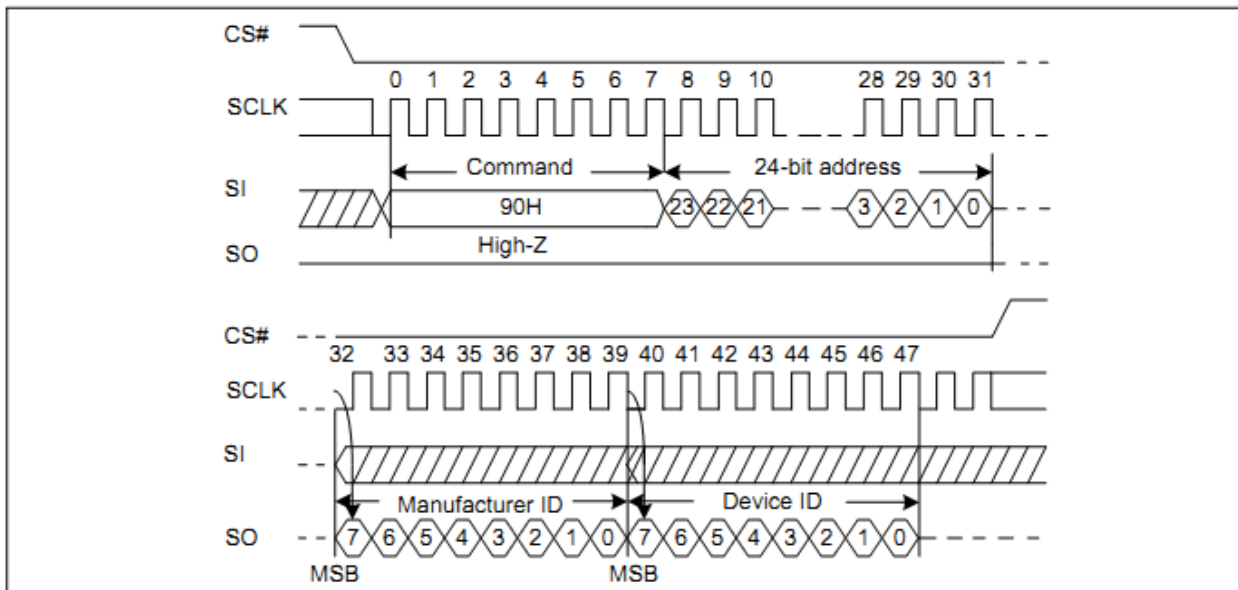 CS#
0 1 2 3 4 5 6 7 8 9 10 28 29 30 31
SCLK
Command 24-bit address
SI
90H 23 22 21 3 2 1 0
High-Z
SO
CS#
32 33 34 35 36 37 38 39 40 41 42 43 44 45 46 47
SCLK
SI
Manufacturer ID Device ID
SO 7 6 5 4 3 2 1 0 7 6 5 4 3 2 1 0
MSB MSB